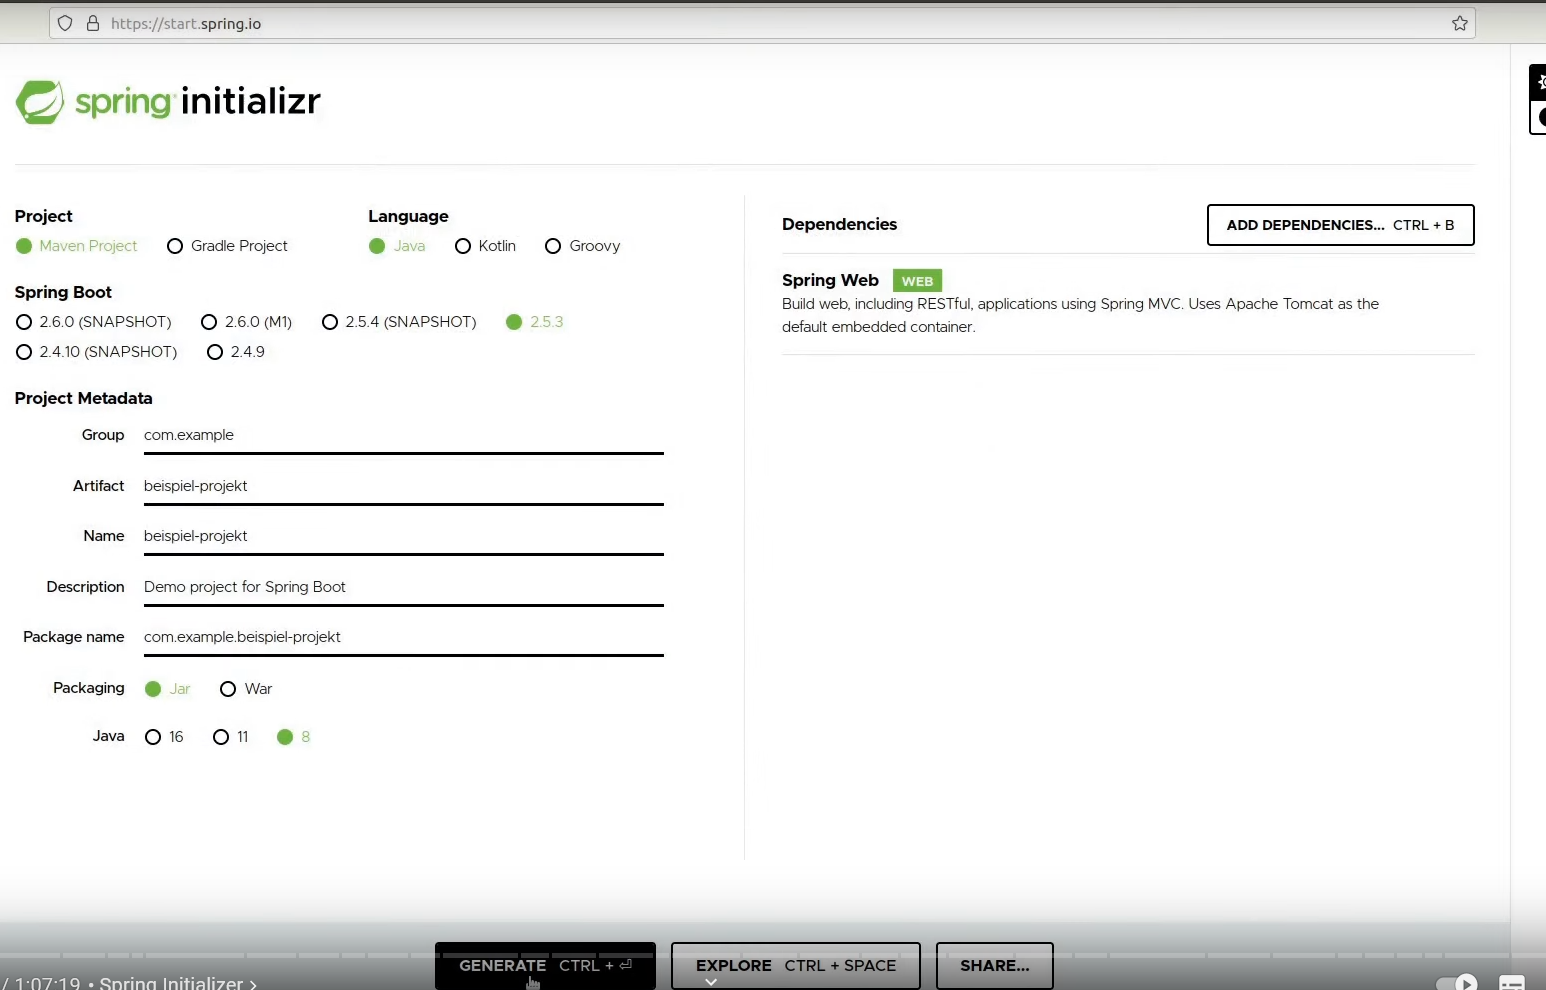 https://start.spring.io
spring initializr
Project
Maven Project Gradle Project
Language
Java Kotlin Groovy
Spring Boot
2.6.0 (SNAPSHOT) 2.6.0 (M1) 2.5.4 (SNAPSHOT) 2.5.3
2.4.10 (SNAPSHOT) 2.4.9
Project Metadata
Group com.example
Artifact beispiel-projekt
Name beispiel-projekt
Description Demo project for Spring Boot
Package name com.example.beispiel-projekt
Packaging Jar War
Java 16 11 8
Dependencies
ADD DEPENDENCIES... CTRL + B
Spring Web WEB
Build web, including RESTful, applications using Spring MVC. Uses Apache Tomcat as the
default embedded container.
GENERATE CTRL + ⏎
EXPLORE CTRL + SPACE
SHARE...
/ 1:07:19 • Spring Initializer ›